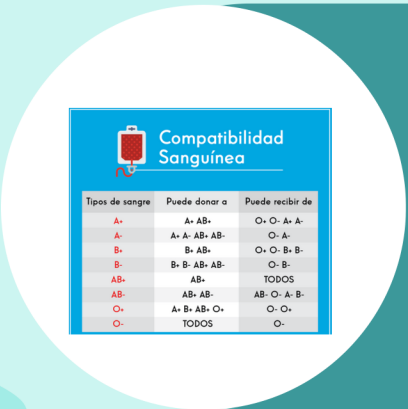 Compatibilidad
Sanguínea
Tipos de sangre Puede donar a Puede recibir de
A+ A+ AB+ O+ O- A+ A-
A- A+ A- AB+ AB- O- A-
B+ B+ AB+ O+ O- B+ B-
B- B+ B- AB+ AB- O- B-
AB+ AB+ TODOS
AB- AB+ AB- AB- O- A- B-
O+ A+ B+ AB+ O+ O- O+
O- TODOS O-